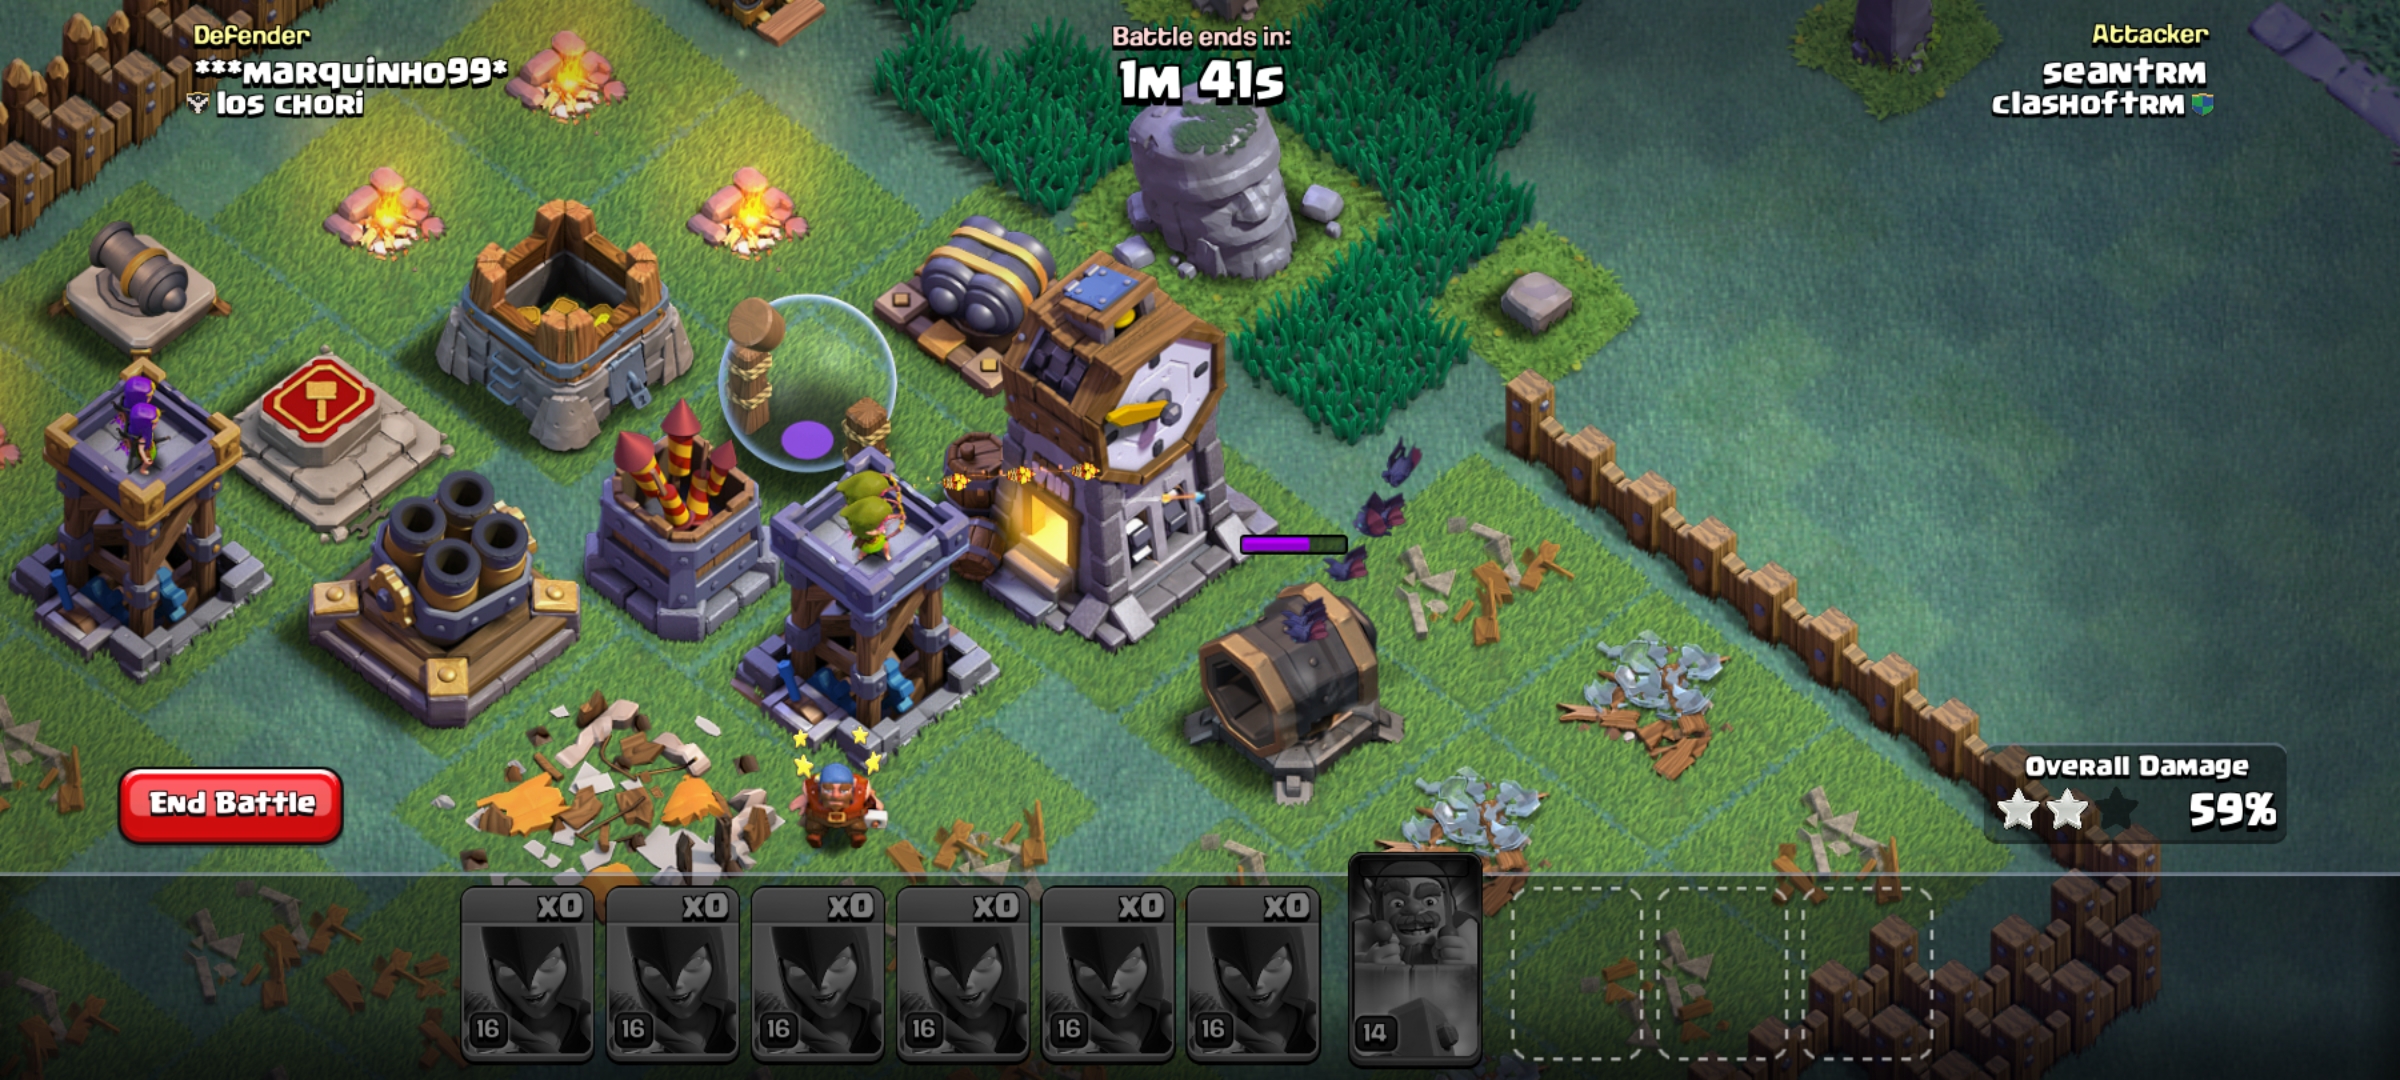 Defender
***marquinho99*
los chori
Battle ends in:
1m 41s
Attacker
seantrm
clashoftrm
End Battle
Overall Damage
59%
x0 x0 x0 x0 x0 x0
16 16 16 16 16 16 14